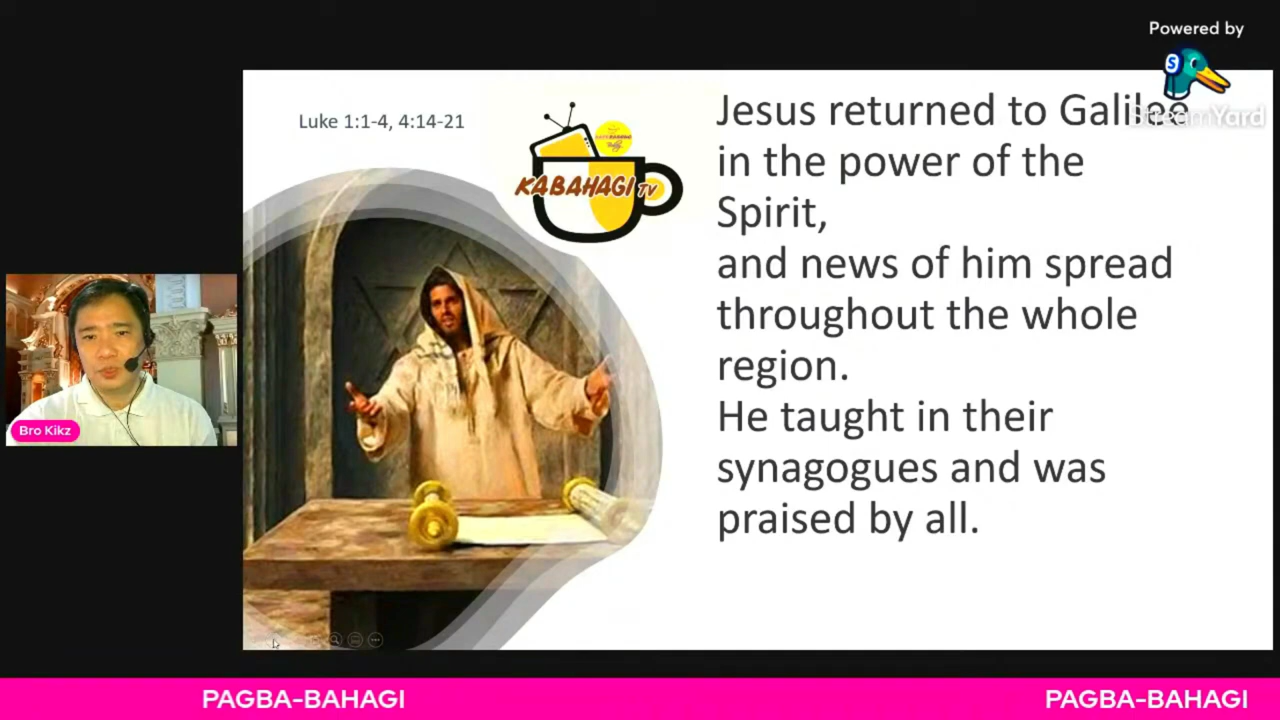 Powered by
StreamYard
Luke 1:1-4, 4:14-21
KABAHAGI TV
Jesus returned to Galilee
in the power of the
Spirit,
and news of him spread
throughout the whole
region.
He taught in their
synagogues and was
praised by all.
Bro Kikz
PAGBA-BAHAGI
PAGBA-BAHAGI